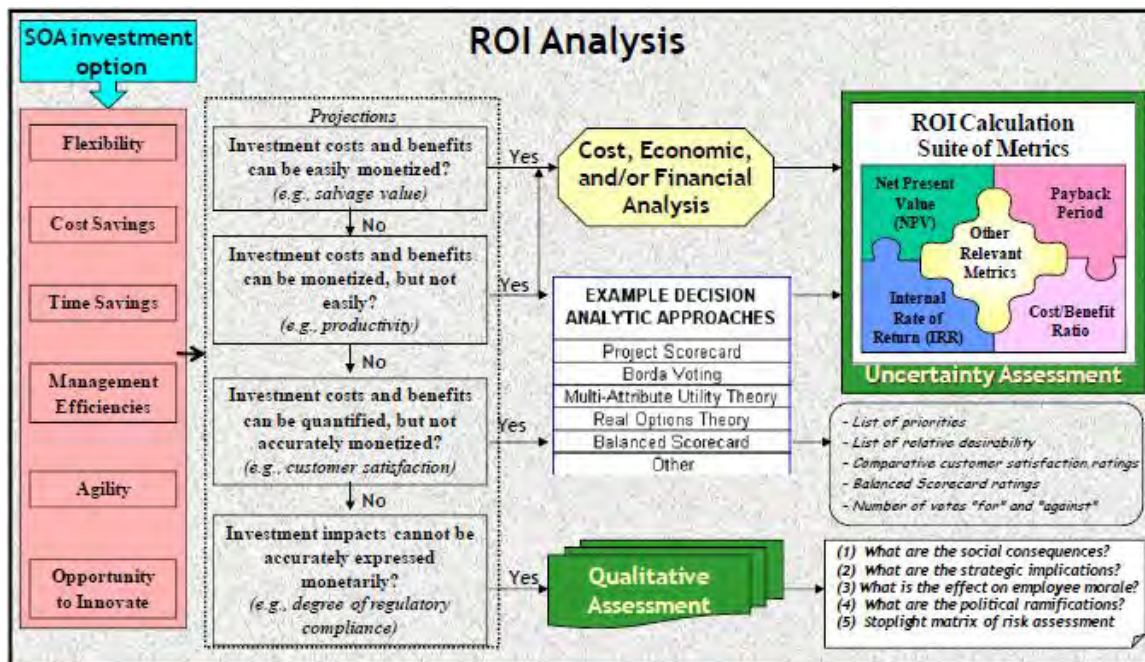 SOA investment
option
ROI Analysis
Flexibility
Cost Savings
Time Savings
Management
Efficiencies
Agility
Opportunity
to Innovate
Projections
Investment costs and benefits
can be easily monetized?
(e.g., salvage value)
No
Investment costs and benefits
can be monetized, but not
easily?
(e.g., productivity)
No
Investment costs and benefits
can be quantified, but not
accurately monetized?
(e.g., customer satisfaction)
No
Investment impacts cannot be
accurately expressed
monetarily?
(e.g., degree of regulatory
compliance)
Yes
Yes
Yes
Yes
Cost, Economic,
and/or Financial
Analysis
EXAMPLE DECISION
ANALYTIC APPROACHES
Project Scorecard
Borda Voting
Multi-Attribute Utility Theory
Real Options Theory
Balanced Scorecard
Other
Qualitative
Assessment
ROI Calculation
Suite of Metrics
Net Present
Value
(NPV)
Payback
Period
Other
Relevant
Metrics
Internal
Rate of
Return (IRR)
Cost/Benefit
Ratio
Uncertainty Assessment
- List of priorities
- List of relative desirability
- Comparative customer satisfaction ratings
- Balanced Scorecard ratings
- Number of votes "for" and "against"
(1) What are the social consequences?
(2) What are the strategic implications?
(3) What is the effect on employee morale?
(4) What are the political ramifications?
(5) Stoplight matrix of risk assessment